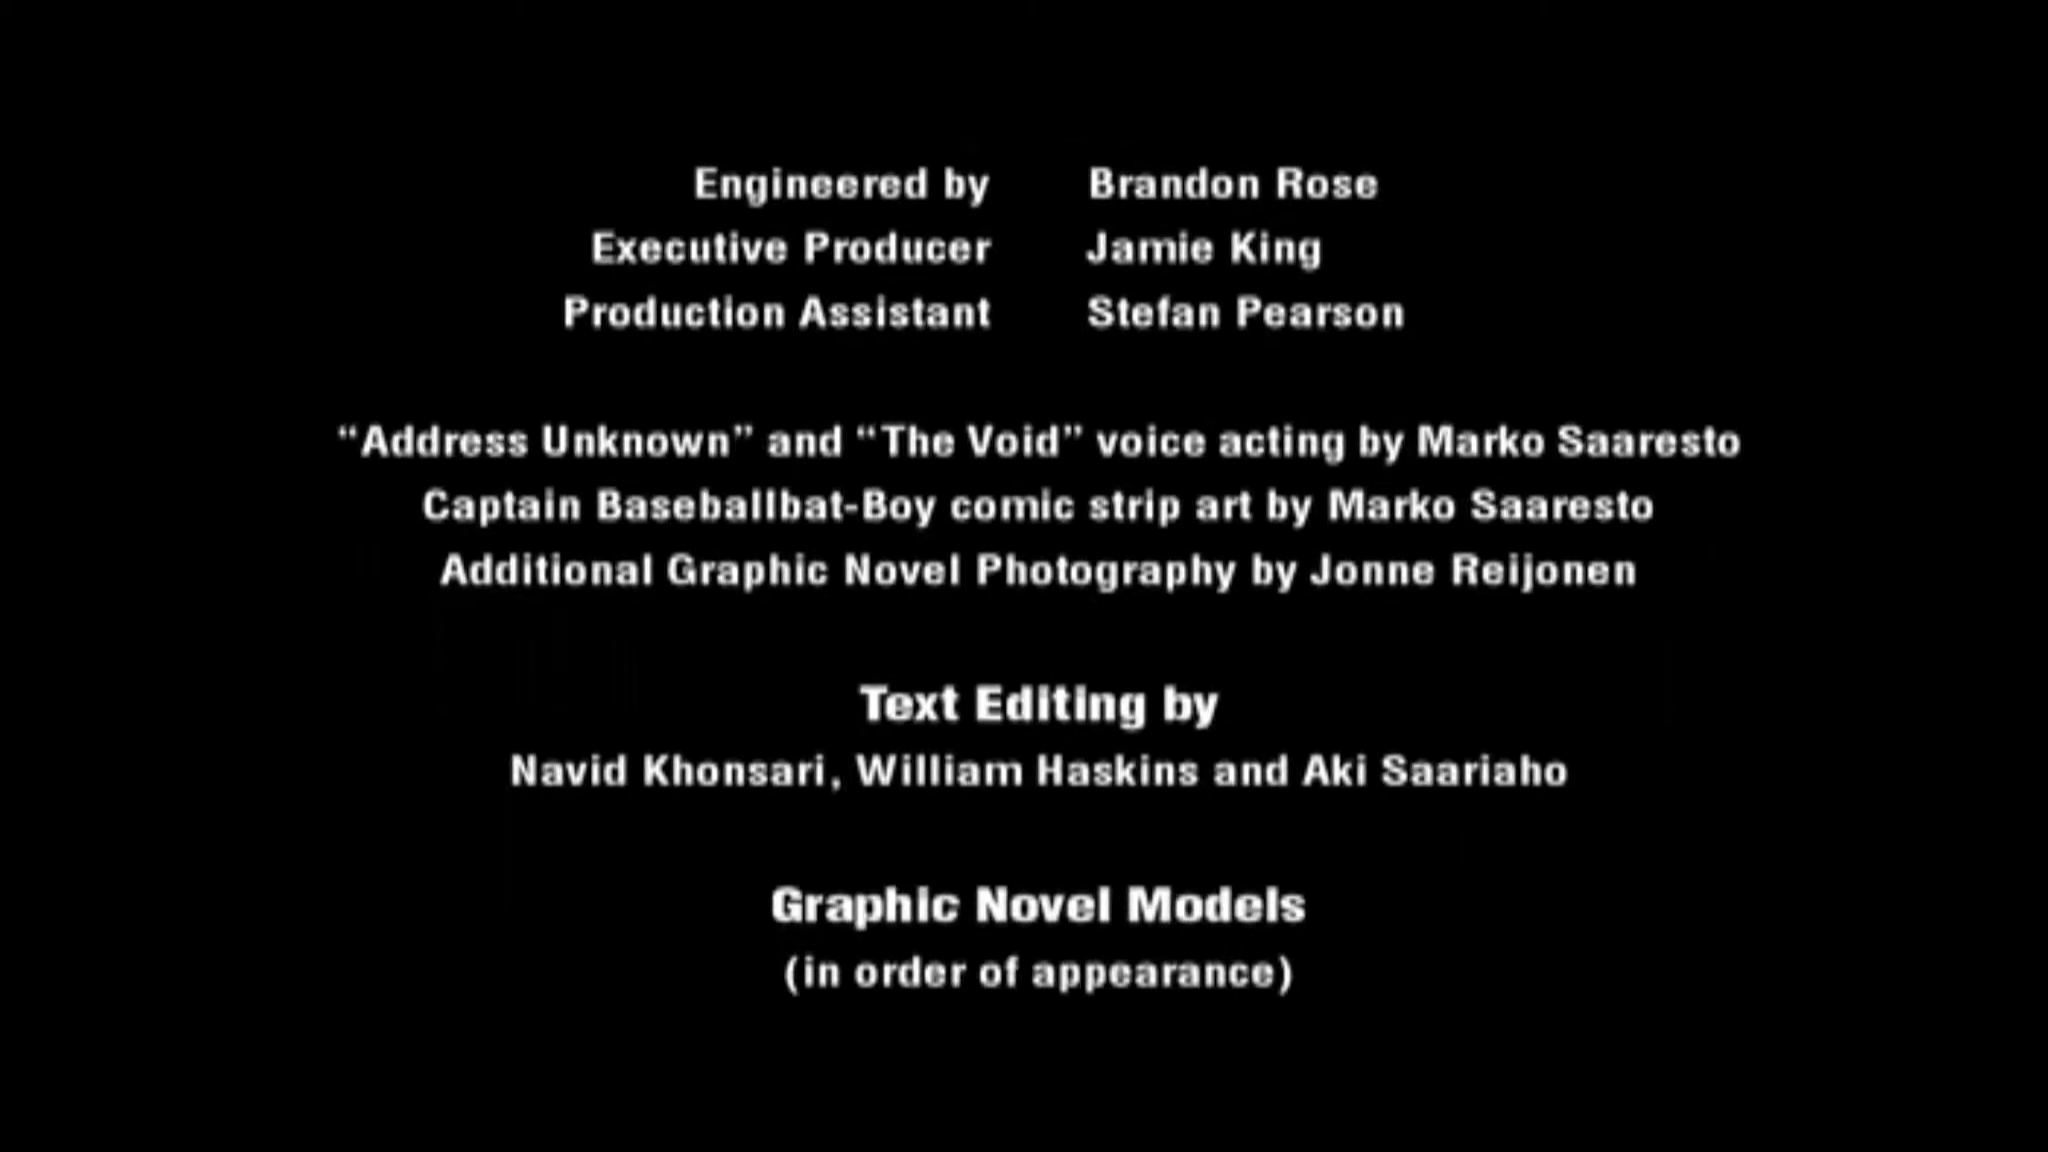 Engineered by Brandon Rose
Executive Producer Jamie King
Production Assistant Stefan Pearson
“Address Unknown” and “The Void” voice acting by Marko Saaresto
Captain Baseballbat-Boy comic strip art by Marko Saaresto
Additional Graphic Novel Photography by Jonne Reijonen
Text Editing by
Navid Khonsari, William Haskins and Aki Saariaho
Graphic Novel Models
(in order of appearance)